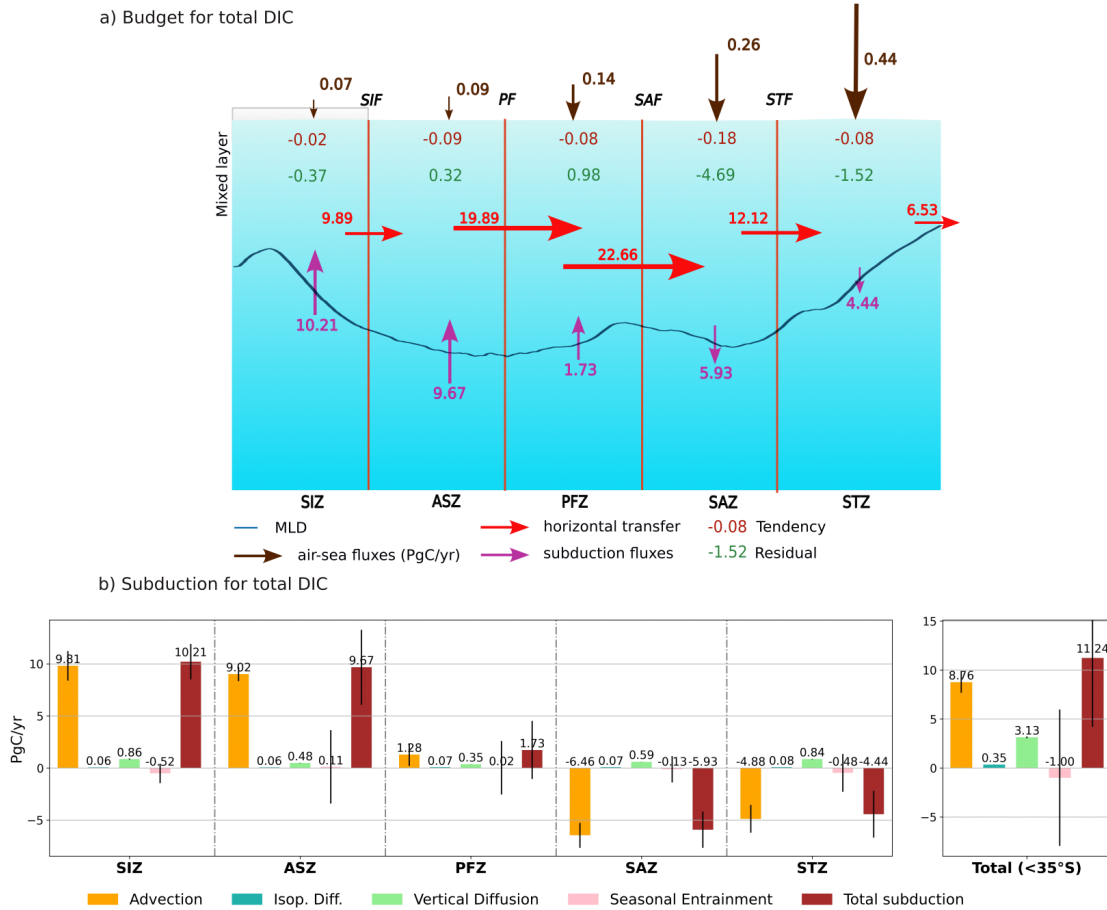 a) Budget for total DIC
0.07 SIF 0.09 PF 0.14 SAF 0.26 STF 0.44
Mixed layer
-0.02 -0.09 -0.08 -0.18 -0.08
-0.37 0.32 0.98 -4.69 -1.52
9.89 19.89 12.12 6.53
22.66
10.21 9.67 1.73 5.93 4.44
SIZ ASZ PFZ SAZ STZ
MLD horizontal transfer -0.08 Tendency
air-sea fluxes (PgC/yr) subduction fluxes -1.52 Residual
b) Subduction for total DIC
PgC/yr
10
5
0
−5
9.81 0.06 0.86 -0.52 10.21
9.02 0.06 0.48 0.11 9.67
1.28 0.07 0.35 0.02 1.73
-6.46 0.07 0.59 -0.13 -5.93
-4.88 0.08 0.84 -0.48 -4.44
SIZ ASZ PFZ SAZ STZ
15
10
5
0
−5
8.76 0.35 3.13 -1.00 11.24
Total (<35°S)
Advection Isop. Diff. Vertical Diffusion Seasonal Entrainment Total subduction